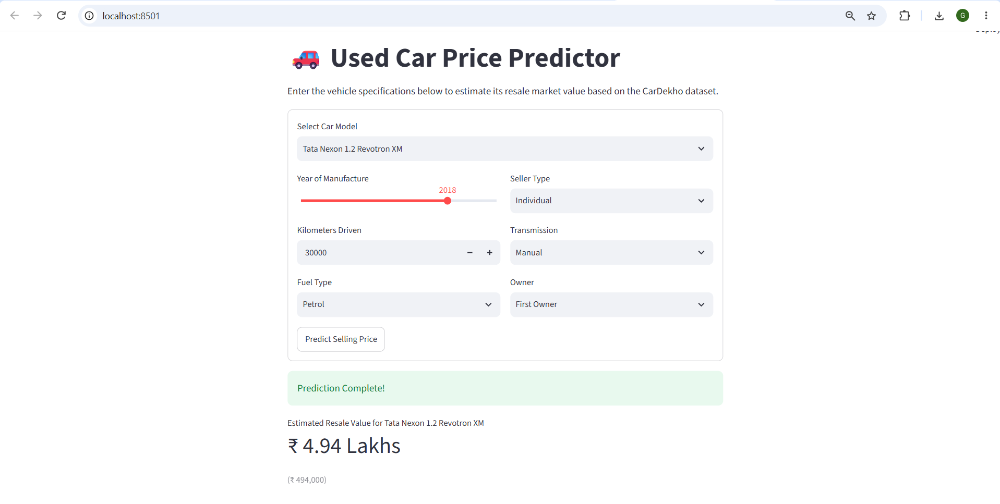 localhost:8501
G
Deploy
Used Car Price Predictor
Enter the vehicle specifications below to estimate its resale market value based on the CarDekho dataset.
Select Car Model
Tata Nexon 1.2 Revotron XM
Year of Manufacture
2018
Seller Type
Individual
Kilometers Driven
30000
Transmission
Manual
Fuel Type
Petrol
Owner
First Owner
Predict Selling Price
Prediction Complete!
Estimated Resale Value for Tata Nexon 1.2 Revotron XM
₹ 4.94 Lakhs
(₹ 494,000)